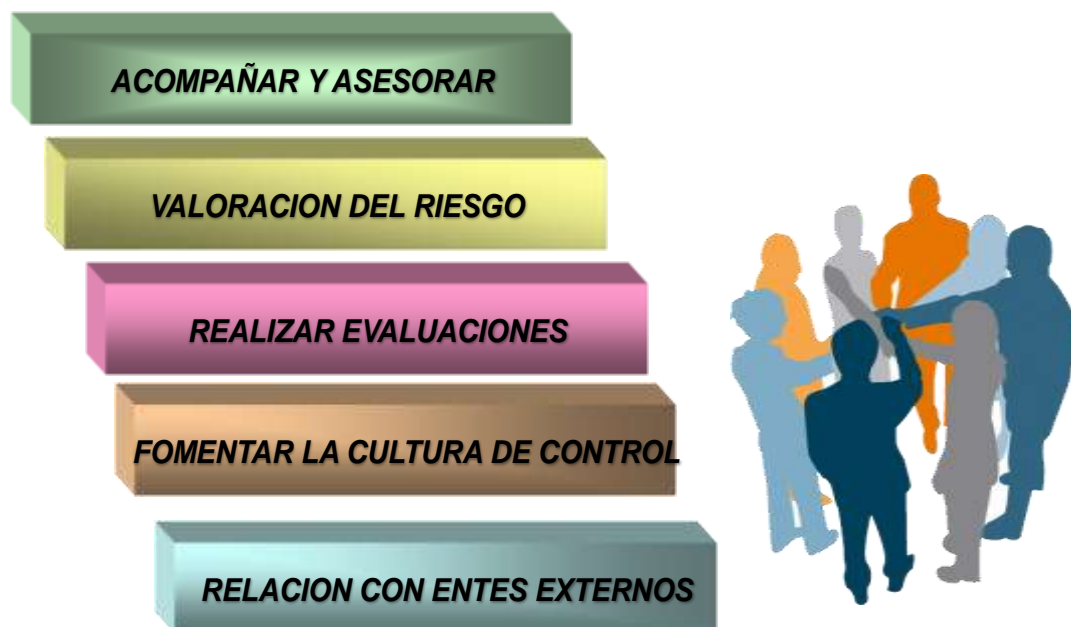 ACOMPAÑAR Y ASESORAR
VALORACION DEL RIESGO
REALIZAR EVALUACIONES
FOMENTAR LA CULTURA DE CONTROL
RELACION CON ENTES EXTERNOS